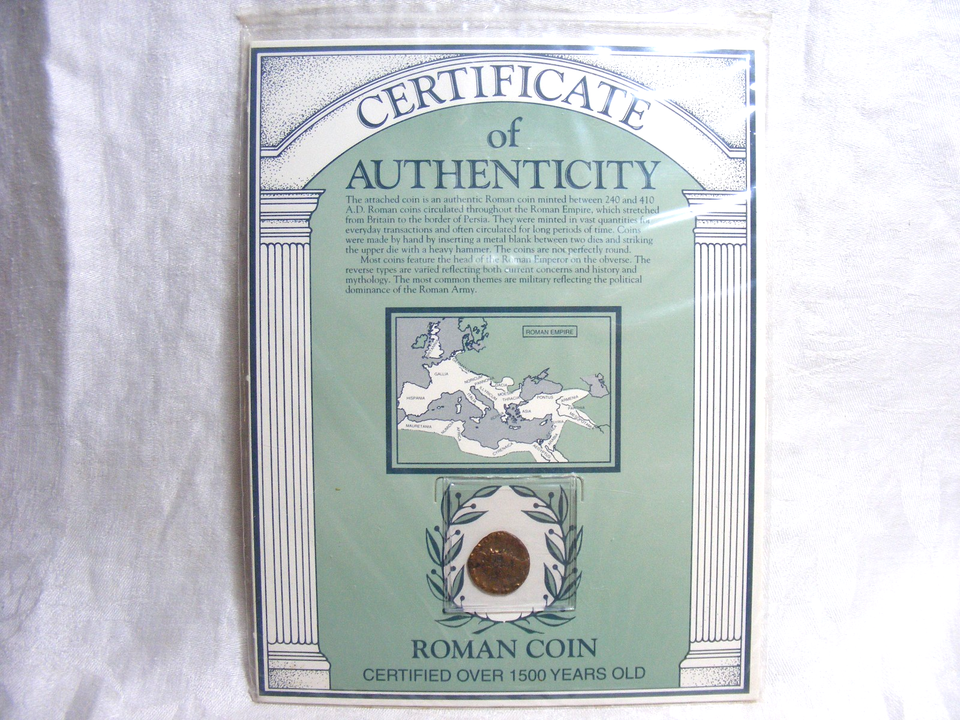 CERTIFICATE
of
AUTHENTICITY
The attached coin is an authentic Roman coin minted between 240 and 410
A.D. Roman coins circulated throughout the Roman Empire, which stretched
from Britain to the border of Persia. They were minted in vast quantities for
everyday transactions and often circulated for long periods of time. Coins
were made by hand by inserting a metal blank between two dies and striking
the upper die with a heavy hammer. The coins are not perfectly round.
Most coins feature the head of the Roman Emperor on the obverse. The
reverse types are varied reflecting both current concerns and history and
mythology. The most common themes are military reflecting the political
dominance of the Roman Army.
ROMAN EMPIRE
GALLIA
HISPANIA
MAURETANIA
PONTUS
ARMENIA
ASIA
ROMAN COIN
CERTIFIED OVER 1500 YEARS OLD